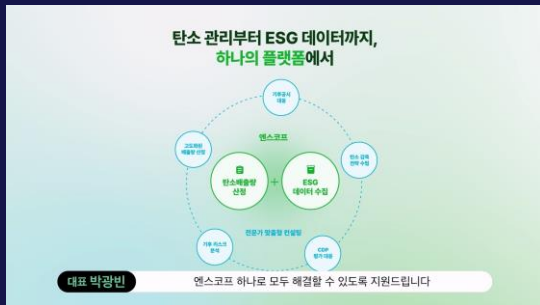 탄소 관리부터 ESG 데이터까지,
하나의 플랫폼에서
기후공시
대응
엔스코프
고도화된
배출량 산정
탄소 감축
전략 수립
탄소배출량
산정
+
ESG
데이터 수집
전문가 맞춤형 컨설팅
기후 리스크
분석
CDP
평가 대응
대표 박광빈
엔스코프 하나로 모두 해결할 수 있도록 지원드립니다